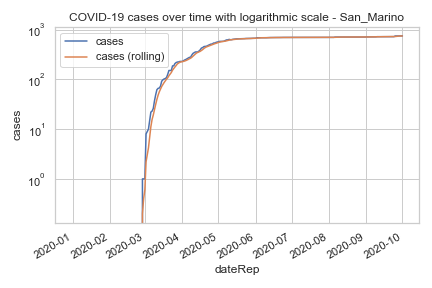 COVID-19 cases over time with logarithmic scale - San_Marino
cases
cases (rolling)
10³
10²
10¹
10⁰
cases
2020-01
2020-02
2020-03
2020-04
2020-05
2020-06
2020-07
2020-08
2020-09
2020-10
dateRep